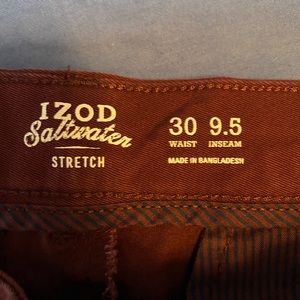 IZOD
Saltwater
STRETCH
30 9.5
WAIST INSEAM
MADE IN BANGLADESH